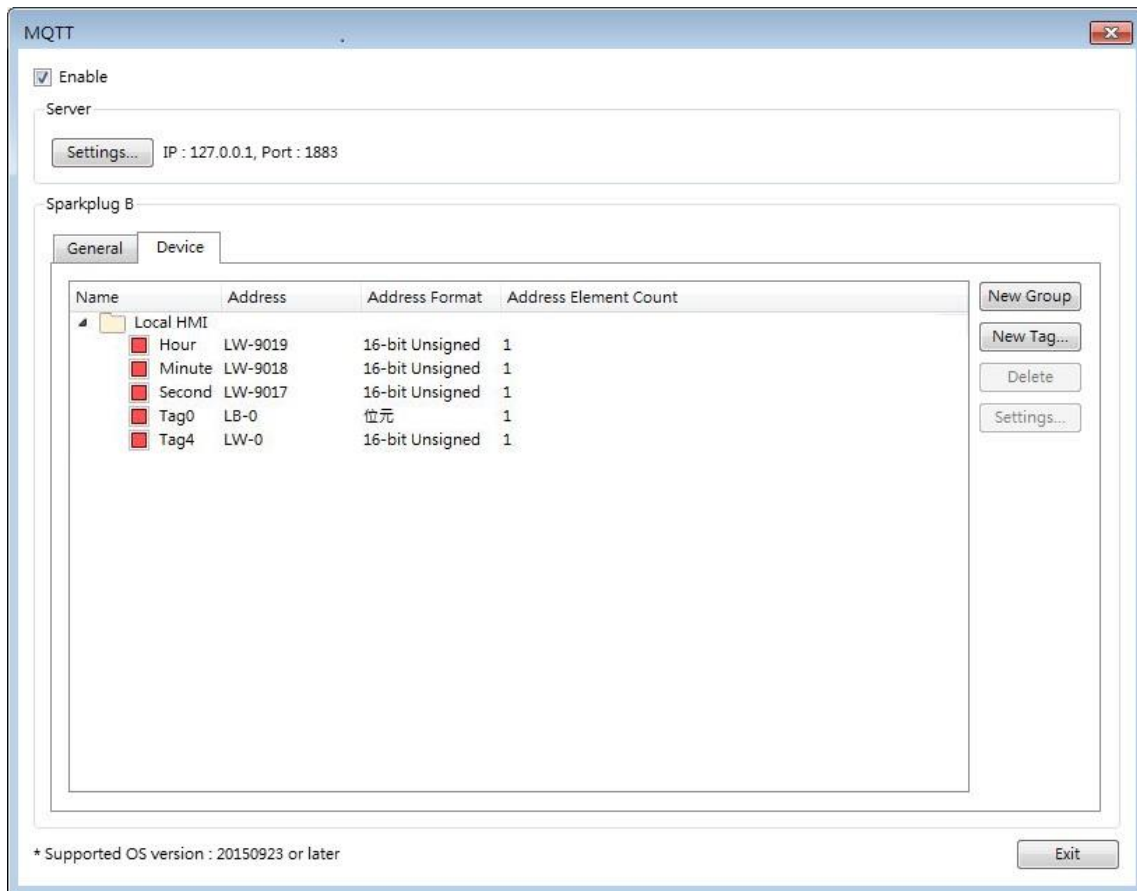 MQTT
Enable
Server
Settings... IP : 127.0.0.1, Port : 1883
Sparkplug B
General Device
Name Address Address Format Address Element Count New Group
Local HMI
Hour LW-9019 16-bit Unsigned 1
New Tag...
Minute LW-9018 16-bit Unsigned 1
Delete
Second LW-9017 16-bit Unsigned 1
Tag0 LB-0 位元 1
Settings...
Tag4 LW-0 16-bit Unsigned 1
* Supported OS version : 20150923 or later Exit